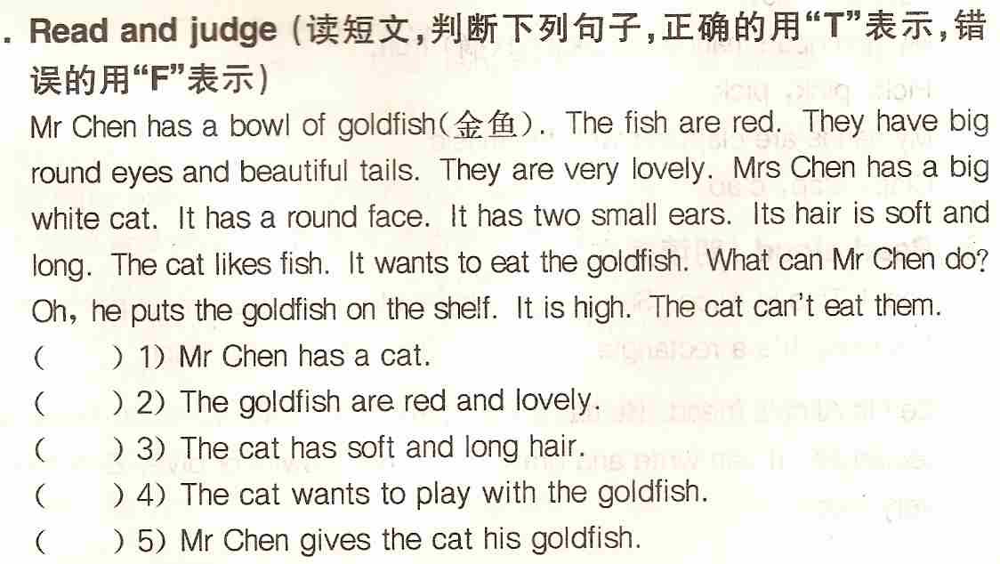 . Read and judge (读短文,判断下列句子,正确的用“T”表示,错
误的用“F”表示)
Mr Chen has a bowl of goldfish(金鱼). The fish are red. They have big
round eyes and beautiful tails. They are very lovely. Mrs Chen has a big
white cat. It has a round face. It has two small ears. Its hair is soft and
long. The cat likes fish. It wants to eat the goldfish. What can Mr Chen do?
Oh, he puts the goldfish on the shelf. It is high. The cat can't eat them.
( ) 1) Mr Chen has a cat.
( ) 2) The goldfish are red and lovely.
( ) 3) The cat has soft and long hair.
( ) 4) The cat wants to play with the goldfish.
( ) 5) Mr Chen gives the cat his goldfish.